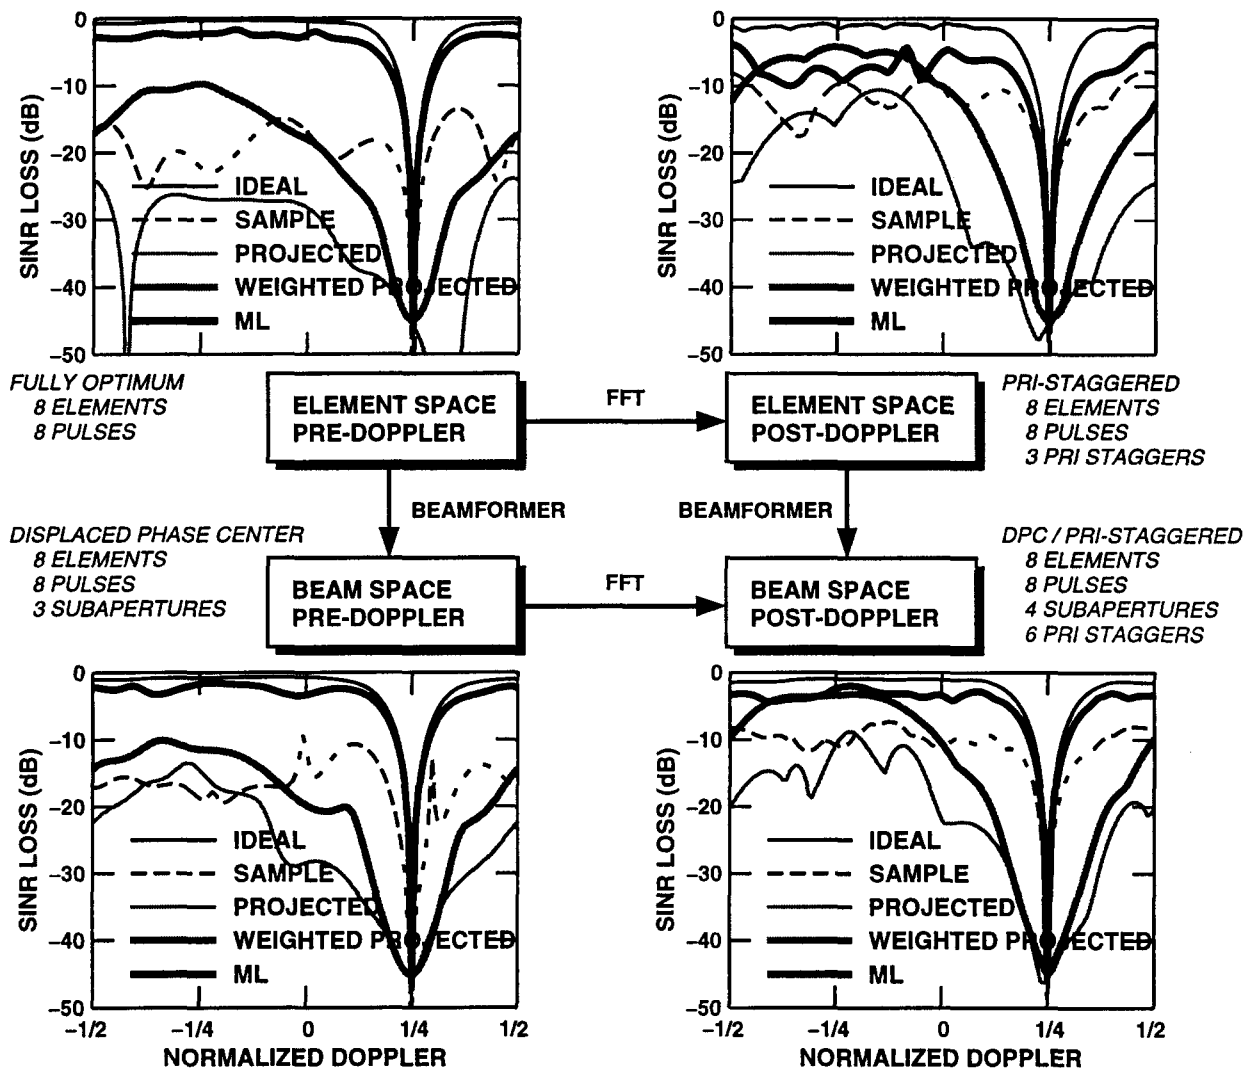 0
−10
−20
−30
−40
−50
SINR LOSS (dB)
IDEAL
SAMPLE
PROJECTED
WEIGHTED PROJECTED
ML
0
−10
−20
−30
−40
−50
SINR LOSS (dB)
IDEAL
SAMPLE
PROJECTED
WEIGHTED PROJECTED
ML
FULLY OPTIMUM
8 ELEMENTS
8 PULSES
ELEMENT SPACE
PRE-DOPPLER
FFT
ELEMENT SPACE
POST-DOPPLER
PRI-STAGGERED
8 ELEMENTS
8 PULSES
3 PRI STAGGERS
BEAMFORMER
BEAMFORMER
DISPLACED PHASE CENTER
8 ELEMENTS
8 PULSES
3 SUBAPERTURES
BEAM SPACE
PRE-DOPPLER
FFT
BEAM SPACE
POST-DOPPLER
DPC / PRI-STAGGERED
8 ELEMENTS
8 PULSES
4 SUBAPERTURES
6 PRI STAGGERS
0
−10
−20
−30
−40
−50
SINR LOSS (dB)
IDEAL
SAMPLE
PROJECTED
WEIGHTED PROJECTED
ML
−1/2 −1/4 0 1/4 1/2
NORMALIZED DOPPLER
0
−10
−20
−30
−40
−50
SINR LOSS (dB)
IDEAL
SAMPLE
PROJECTED
WEIGHTED PROJECTED
ML
−1/2 −1/4 0 1/4 1/2
NORMALIZED DOPPLER